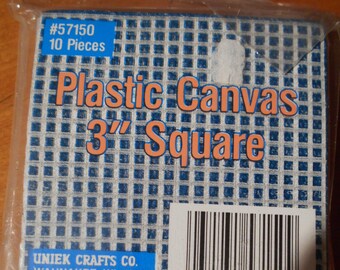 #57150
10 Pieces
Plastic Canvas
3" Square
UNIEK CRAFTS CO.